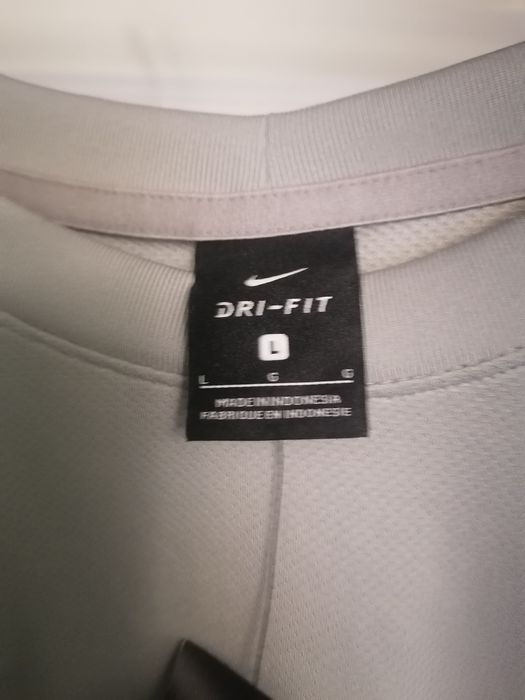 DRI-FIT
L
L G G
MADE IN INDONESIA
FABRIQUE EN INDONESIE